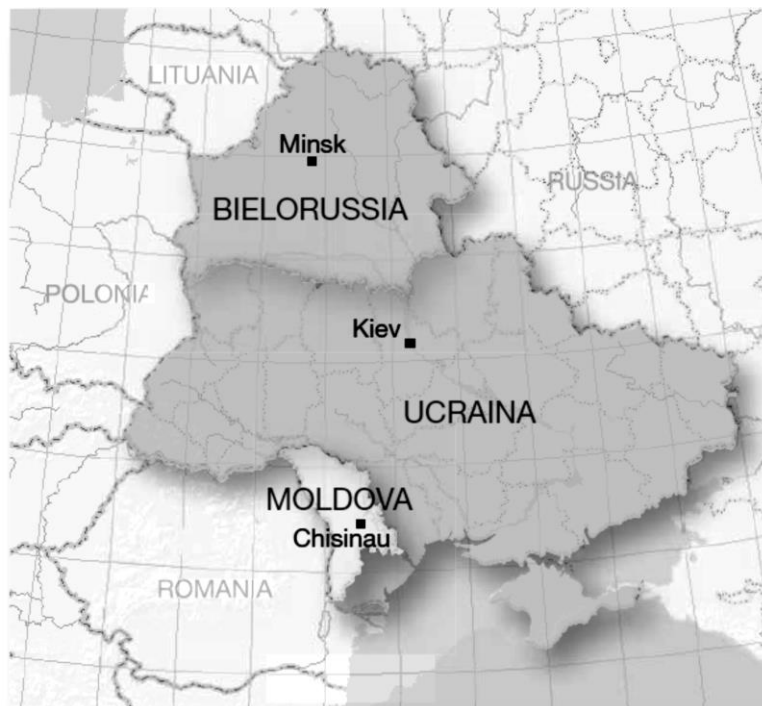 LITUANIA
Minsk
RUSSIA
BIELORUSSIA
POLONIA
Kiev
UCRAINA
MOLDOVA
Chisinau
ROMANIA